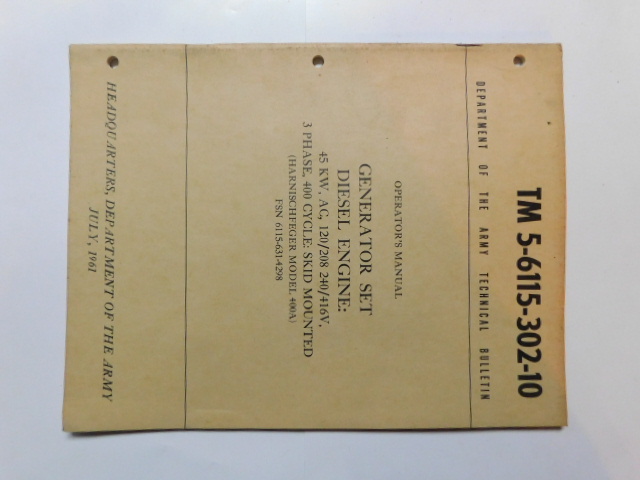 TM 5-6115-302-10
DEPARTMENT OF THE ARMY TECHNICAL BULLETIN
OPERATOR'S MANUAL
GENERATOR SET
DIESEL ENGINE:
45 KW, AC, 120/208 240/416V,
3 PHASE, 400 CYCLE: SKID MOUNTED
(HARNISCHFEGER MODEL 400A)
FSN 6115-631-4298
HEADQUARTERS, DEPARTMENT OF THE ARMY
JULY, 1961